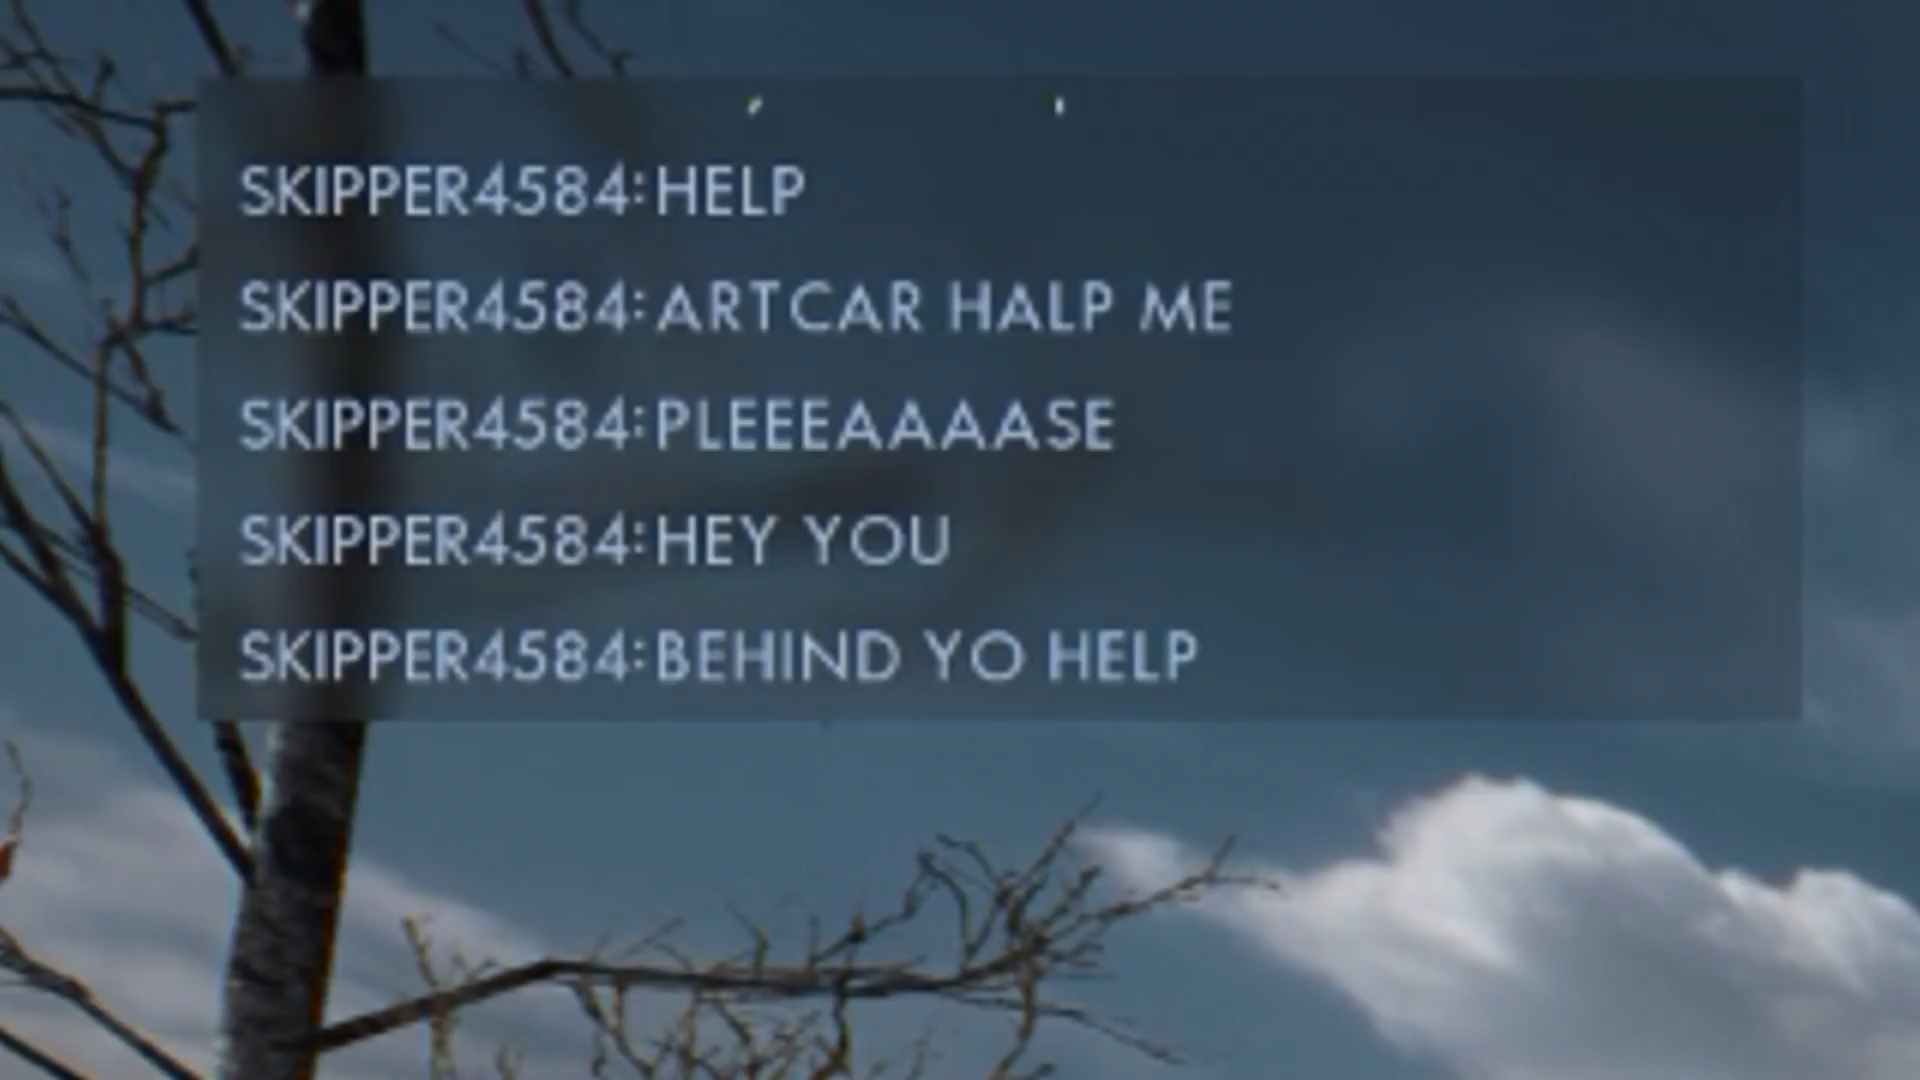 SKIPPER4584:HELP
SKIPPER4584:ARTCAR HALP ME
SKIPPER4584:PLEEEAAAASE
SKIPPER4584:HEY YOU
SKIPPER4584:BEHIND YO HELP